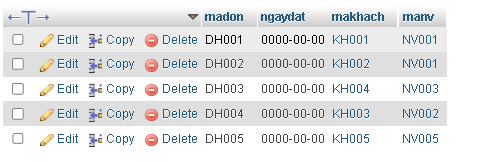 madon ngaydat makhach manv
Edit Copy Delete DH001 0000-00-00 KH001 NV001
Edit Copy Delete DH002 0000-00-00 KH002 NV001
Edit Copy Delete DH003 0000-00-00 KH004 NV003
Edit Copy Delete DH004 0000-00-00 KH003 NV002
Edit Copy Delete DH005 0000-00-00 KH005 NV005